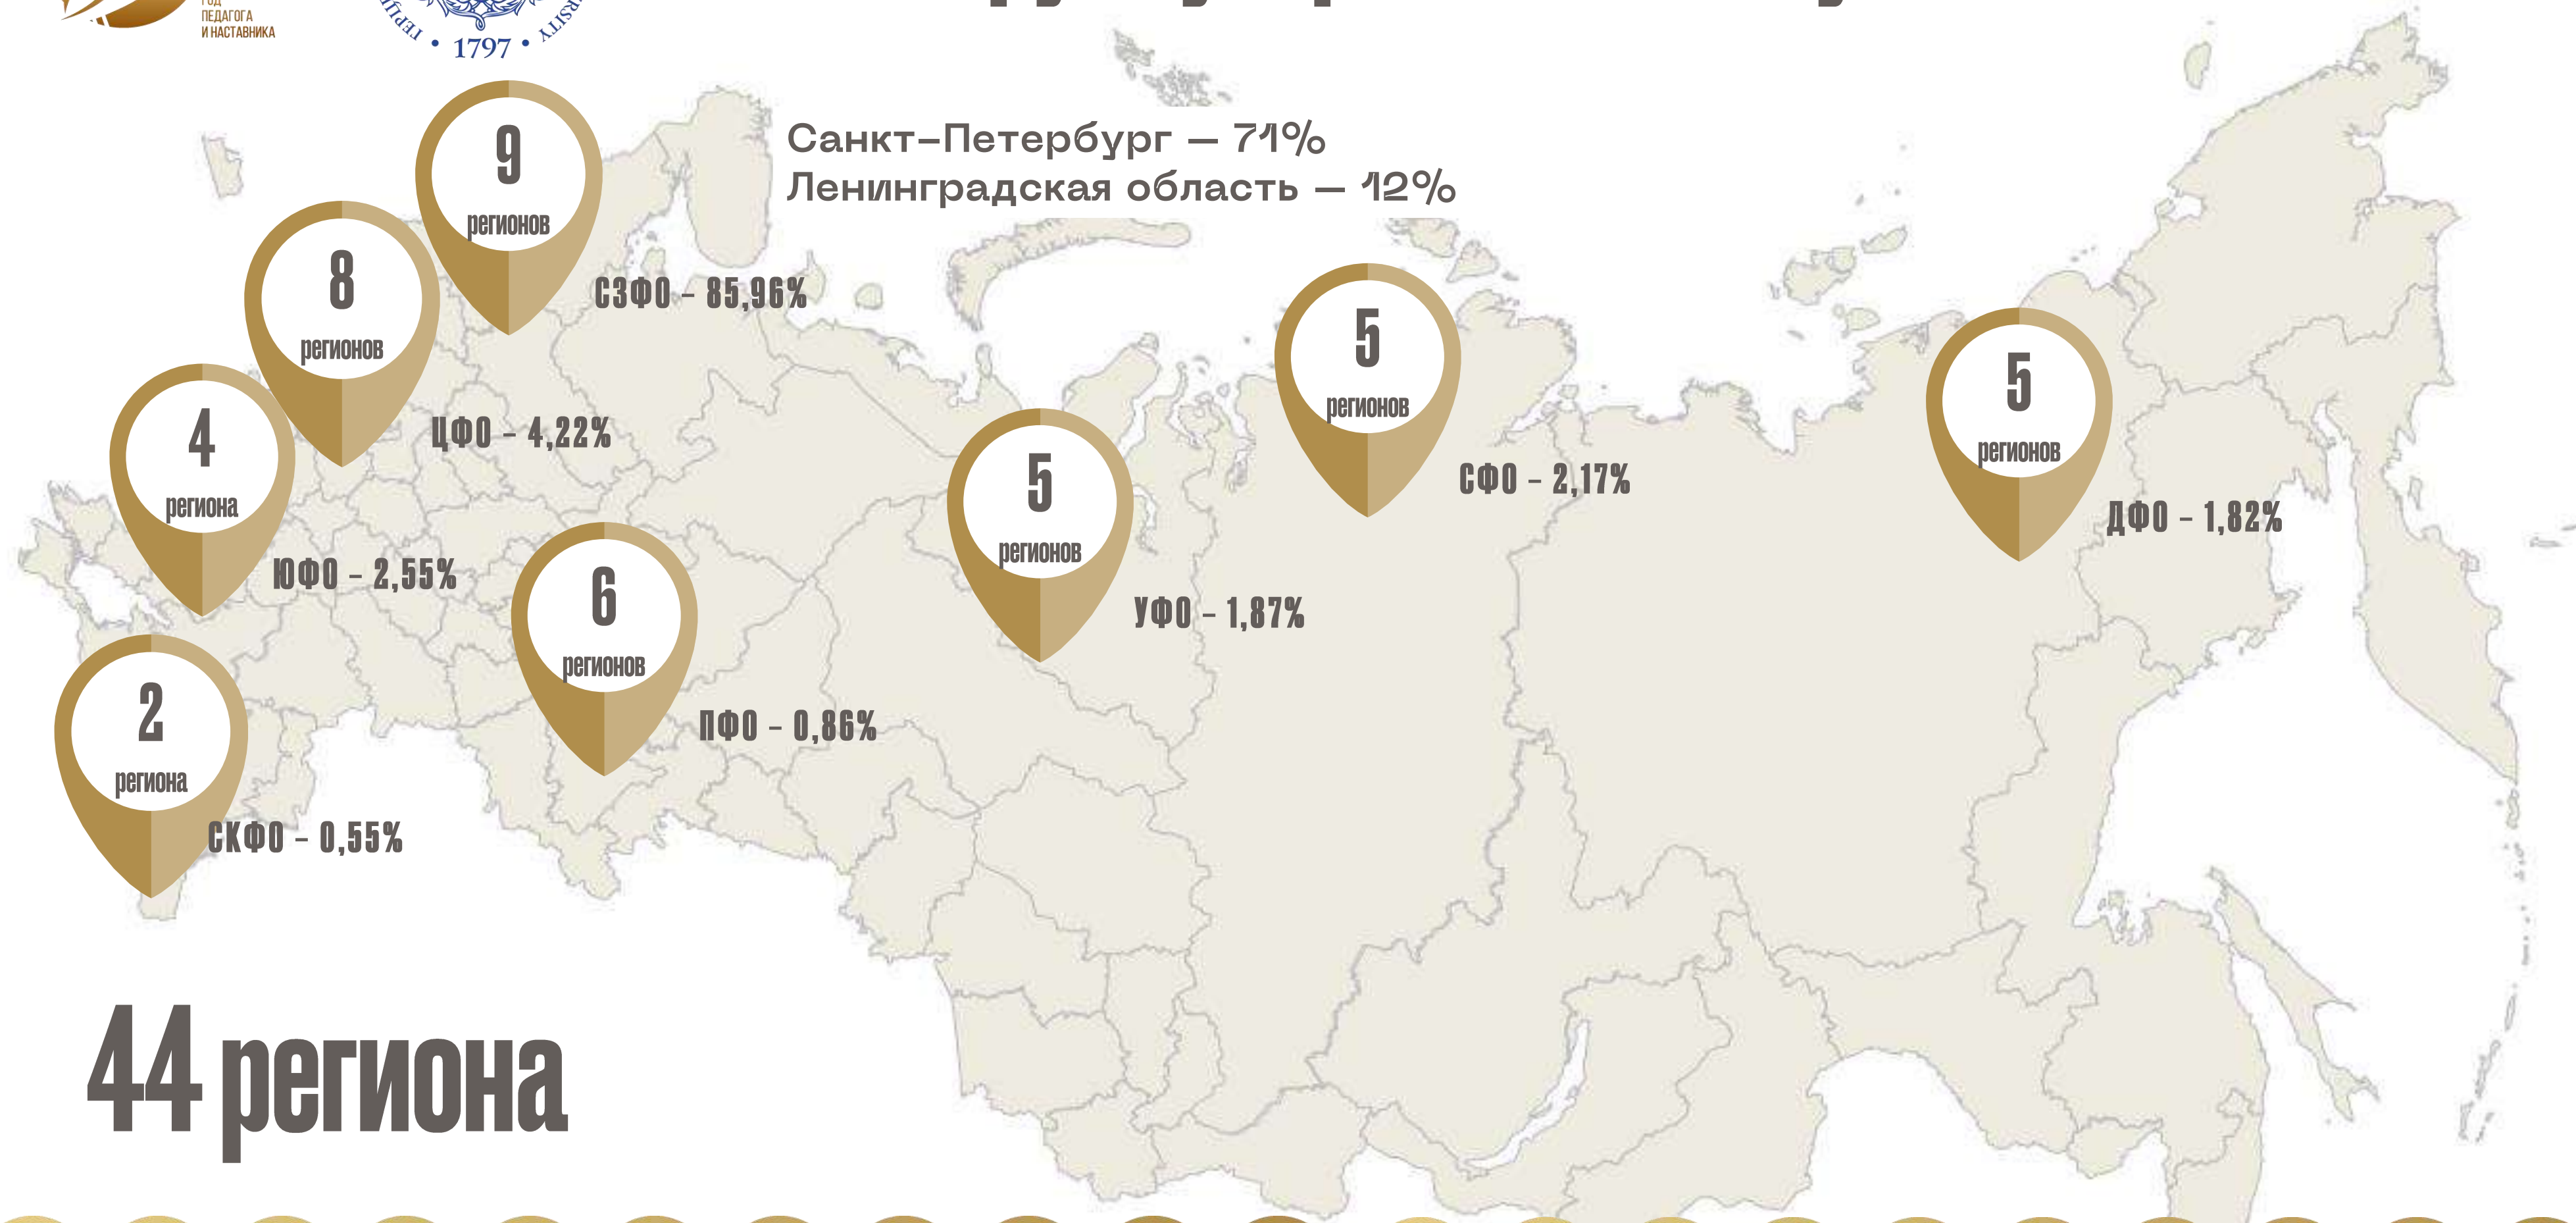 ПЕДАГОГА
И НАСТАВНИКА
• 1797 •
9
регионов
Санкт-Петербург — 71%
Ленинградская область — 12%
СЗФО - 85,96%
8
регионов
ЦФО - 4,22%
4
региона
ЮФО - 2,55%
2
региона
СКФО - 0,55%
6
регионов
ПФО - 0,86%
5
регионов
УФО - 1,87%
5
регионов
СФО - 2,17%
5
регионов
ДФО - 1,82%
44 региона